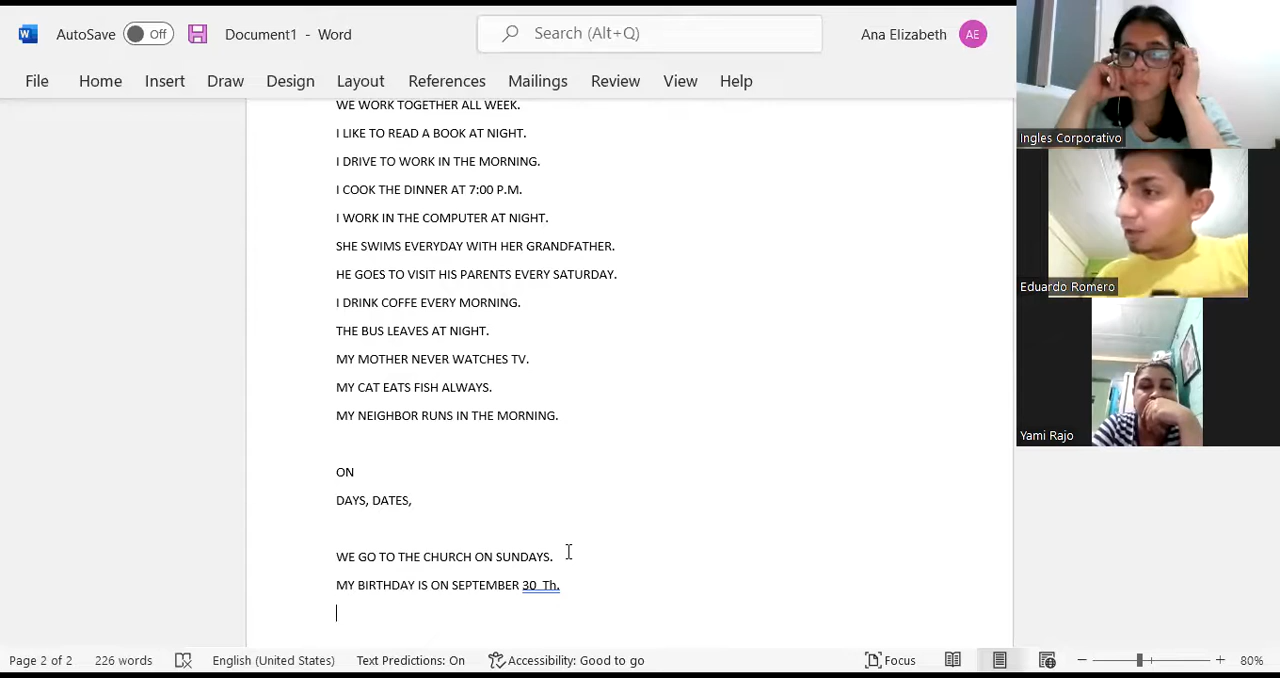 AutoSave Off Document1 - Word Search (Alt+Q) Ana Elizabeth AE
File Home Insert Draw Design Layout References Mailings Review View Help
WE WORK TOGETHER ALL WEEK.
I LIKE TO READ A BOOK AT NIGHT.
I DRIVE TO WORK IN THE MORNING.
I COOK THE DINNER AT 7:00 P.M.
I WORK IN THE COMPUTER AT NIGHT.
SHE SWIMS EVERYDAY WITH HER GRANDFATHER.
HE GOES TO VISIT HIS PARENTS EVERY SATURDAY.
I DRINK COFFE EVERY MORNING.
THE BUS LEAVES AT NIGHT.
MY MOTHER NEVER WATCHES TV.
MY CAT EATS FISH ALWAYS.
MY NEIGHBOR RUNS IN THE MORNING.
ON
DAYS, DATES,
WE GO TO THE CHURCH ON SUNDAYS.
MY BIRTHDAY IS ON SEPTEMBER 30 Th.
Page 2 of 2 226 words English (United States) Text Predictions: On Accessibility: Good to go Focus 80%
Ingles Corporativo
Eduardo Romero
Yami Rajo